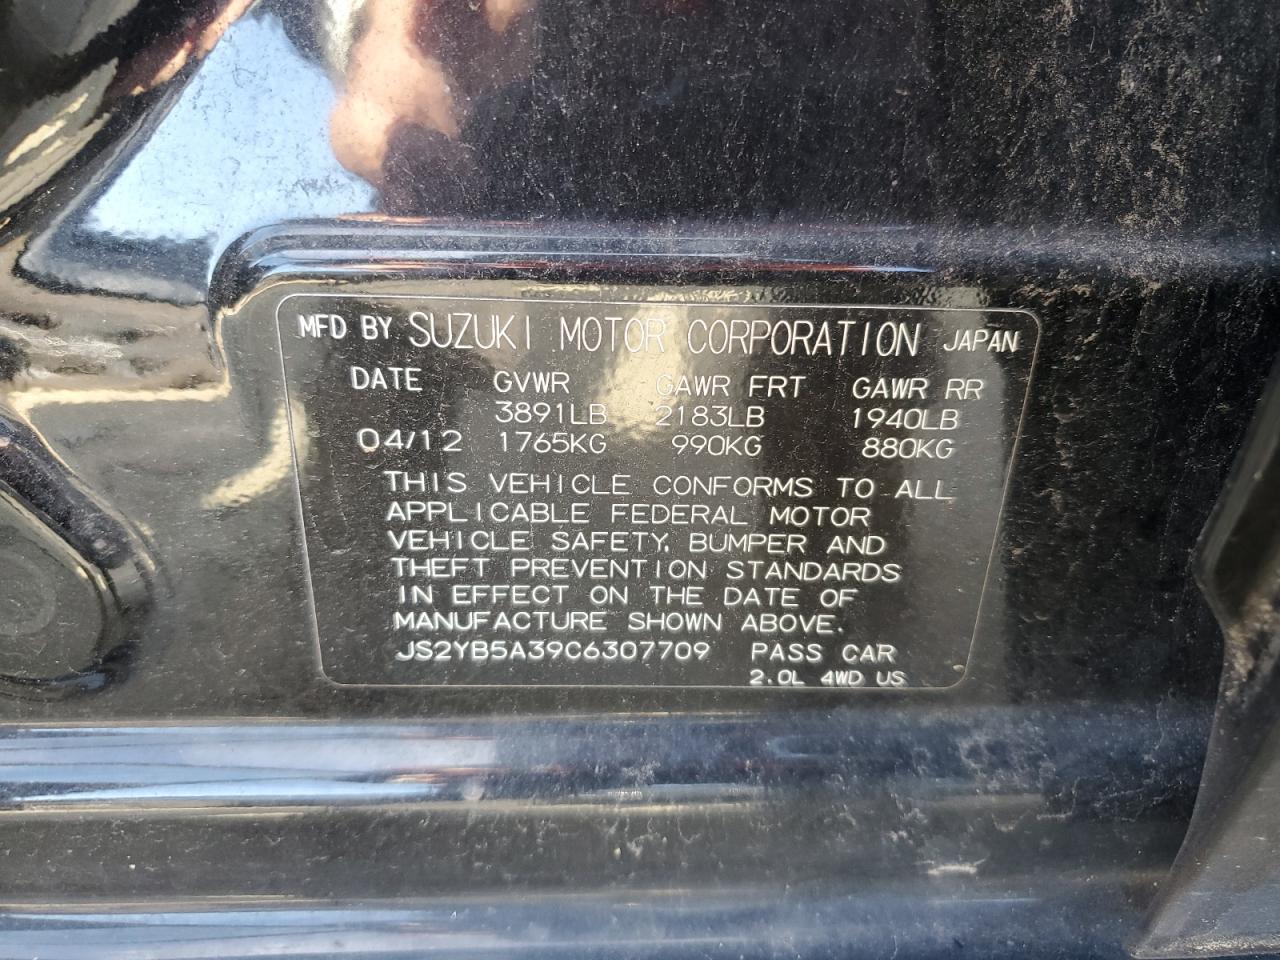 MFD BY SUZUKI MOTOR CORPORATION JAPAN
DATE GVWR GAWR FRT GAWR RR
3891LB 2183LB 1940LB
04/12 1765KG 990KG 880KG
THIS VEHICLE CONFORMS TO ALL
APPLICABLE FEDERAL MOTOR
VEHICLE SAFETY, BUMPER AND
THEFT PREVENTION STANDARDS
IN EFFECT ON THE DATE OF
MANUFACTURE SHOWN ABOVE.
JS2YB5A39C6307709 PASS CAR
2.0L 4WD US